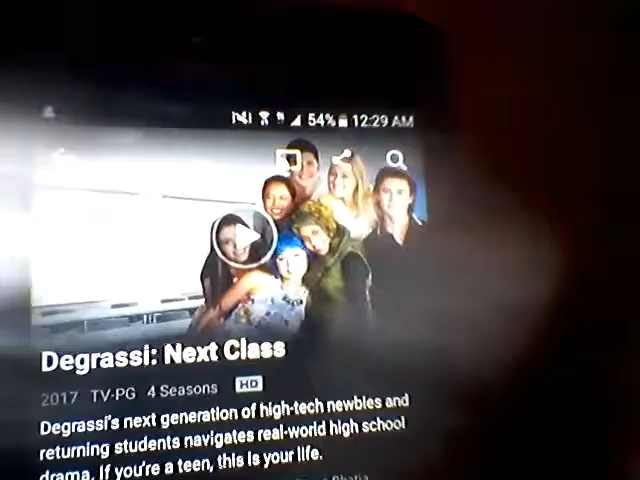 54% 12:29 AM
Degrassi: Next Class
2017 TV-PG 4 Seasons HD
Degrassi's next generation of high-tech newbies and
returning students navigates real-world high school
drama. If you're a teen, this is your life.